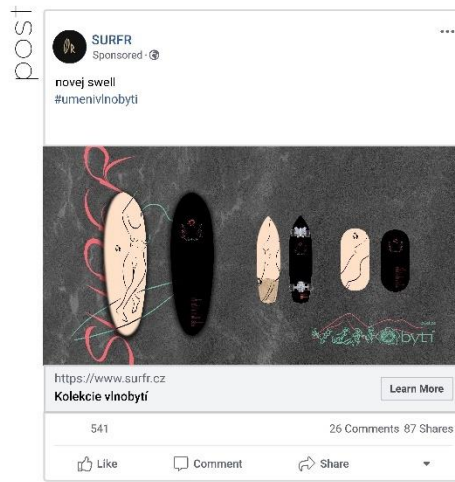 post
SURFR
Sponsored ·
novej swell
#umenivlnobyti
https://www.surfr.cz
Kolekcie vlnobytí
Learn More
541
26 Comments 87 Shares
Like
Comment
Share